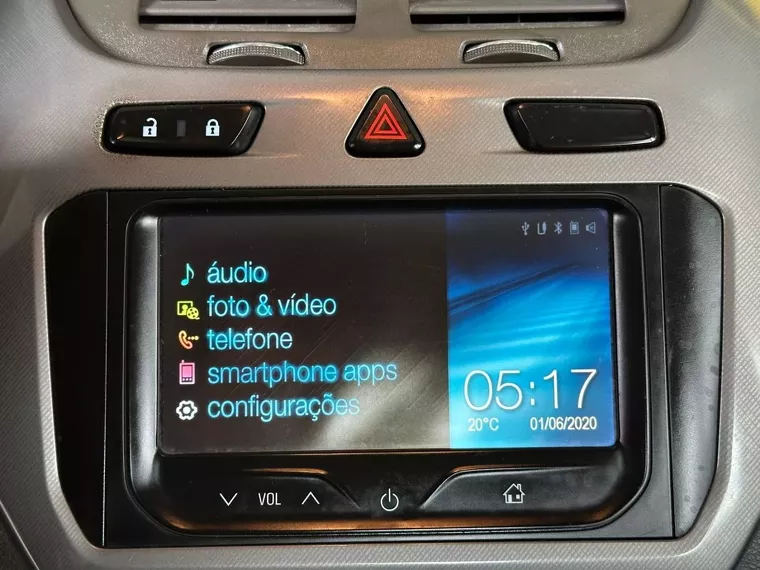 áudio
foto & vídeo
telefone
smartphone apps
configurações
05:17
20°C 01/06/2020
VOL